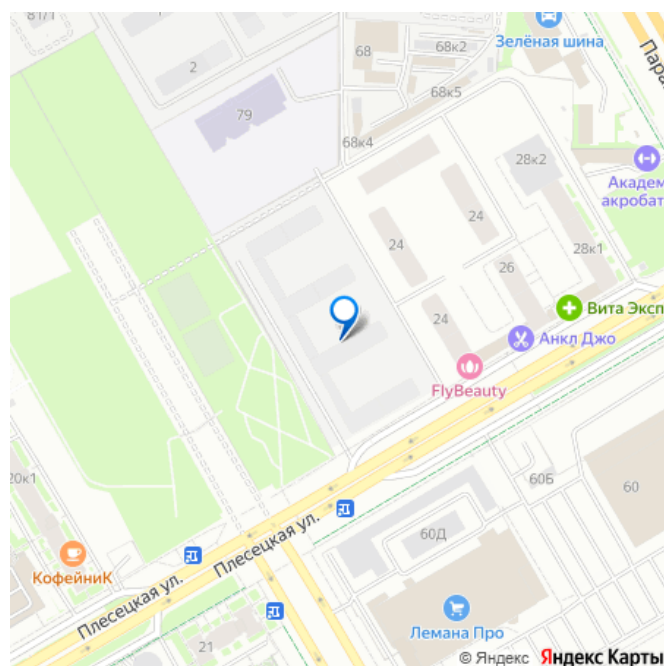 81/1
2
68
68к2
Зелёная шина
Пара
68к5
79
68к4
28к2
Академ
акробат
24
24
28к1
26
24
Вита Эксп
Анкл Джо
FlyBeauty
20к1
60Б
60
60Д
Плесецкая ул.
КофейниК
Плесецкая ул.
Лемана Про
21
© Яндекс Яндекс Карты